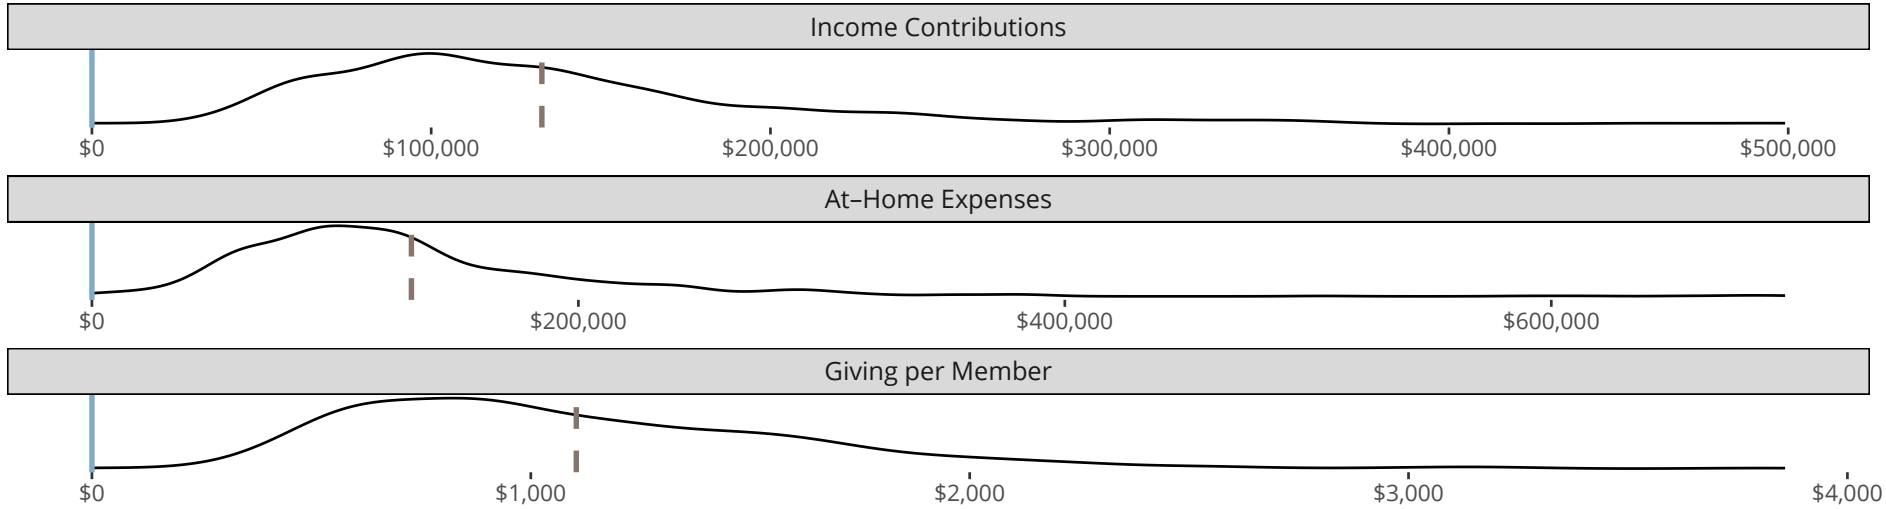 Income Contributions
$0 $100,000 $200,000 $300,000 $400,000 $500,000
At–Home Expenses
$0 $200,000 $400,000 $600,000
Giving per Member
$0 $1,000 $2,000 $3,000 $4,000